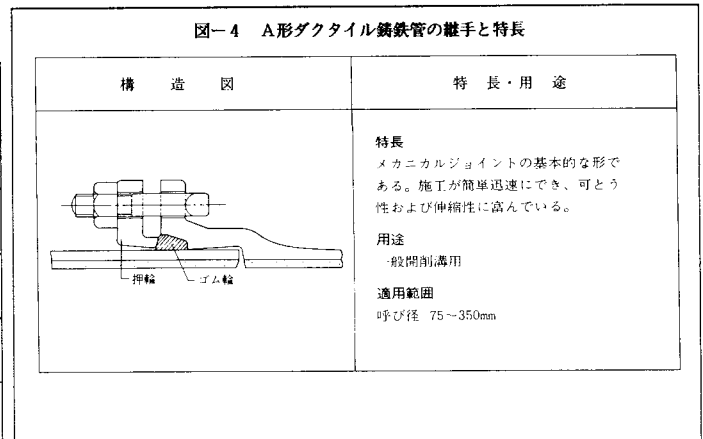 図－4　A形ダクタイル鋳鉄管の継手と特長
構　造　図
特　長・用　途
押輪
ゴム輪
特長
メカニカルジョイントの基本的な形で
ある。施工が簡単迅速にでき、可とう
性および伸縮性に富んでいる。
用途
一般開削溝用
適用範囲
呼び径 75～350mm